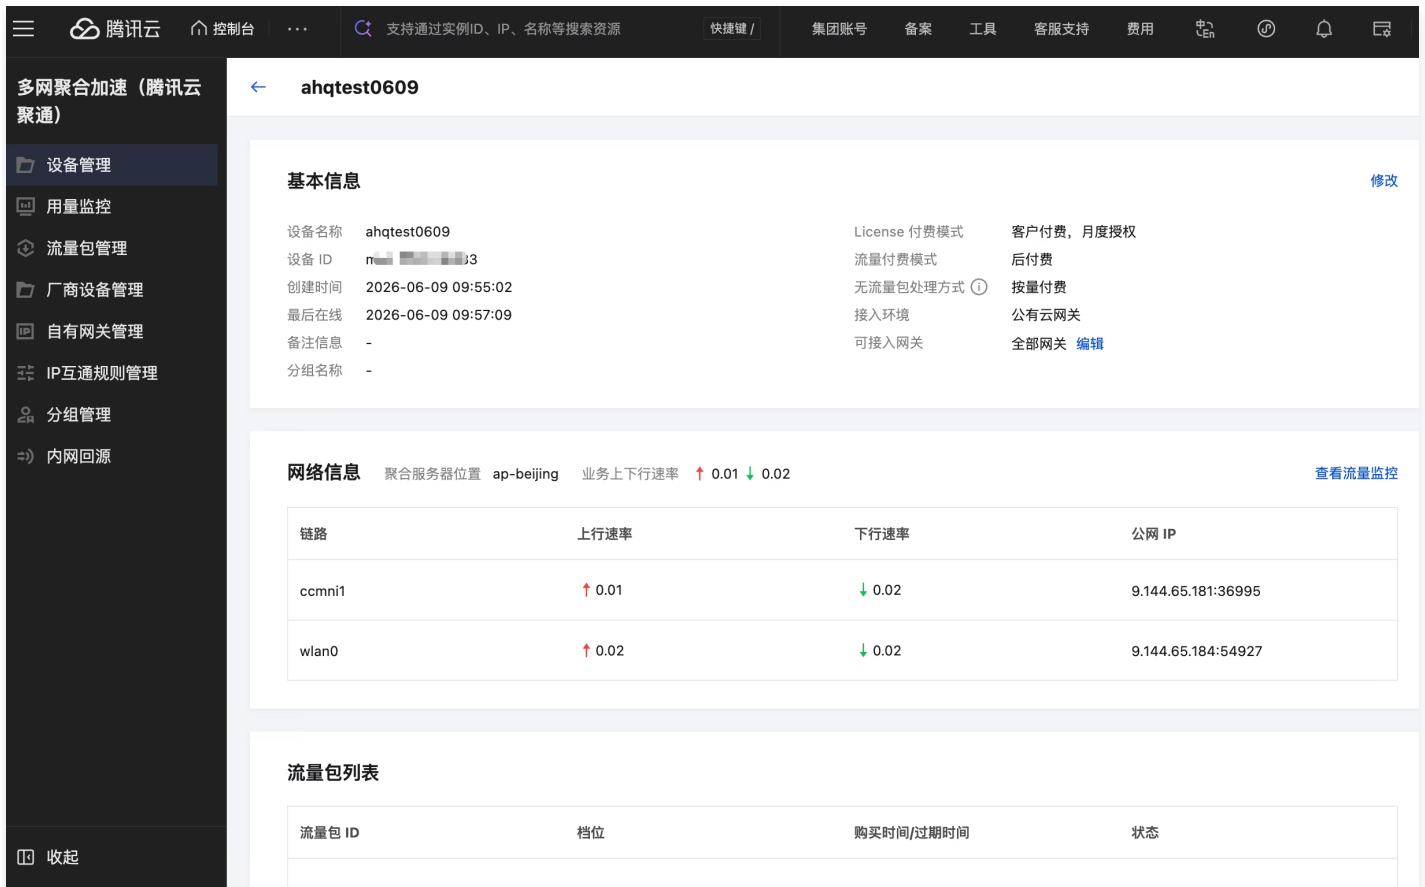 腾讯云
控制台
...
支持通过实例ID、IP、名称等搜索资源
快捷键 /
集团账号
备案
工具
客服支持
费用
多网聚合加速（腾讯云
聚通）
设备管理
用量监控
流量包管理
厂商设备管理
自有网关管理
IP互通规则管理
分组管理
内网回源
收起
ahqtest0609
基本信息
修改
设备名称 ahqtest0609
设备 ID
创建时间 2026-06-09 09:55:02
最后在线 2026-06-09 09:57:09
备注信息 -
分组名称 -
License 付费模式 客户付费，月度授权
流量付费模式 后付费
无流量包处理方式 按量付费
接入环境 公有云网关
可接入网关 全部网关 编辑
网络信息 聚合服务器位置 ap-beijing 业务上下行速率 ↑ 0.01 ↓ 0.02
查看流量监控
链路 上行速率 下行速率 公网 IP
ccmni1 ↑ 0.01 ↓ 0.02 9.144.65.181:36995
wlan0 ↑ 0.02 ↓ 0.02 9.144.65.184:54927
流量包列表
流量包 ID 档位 购买时间/过期时间 状态